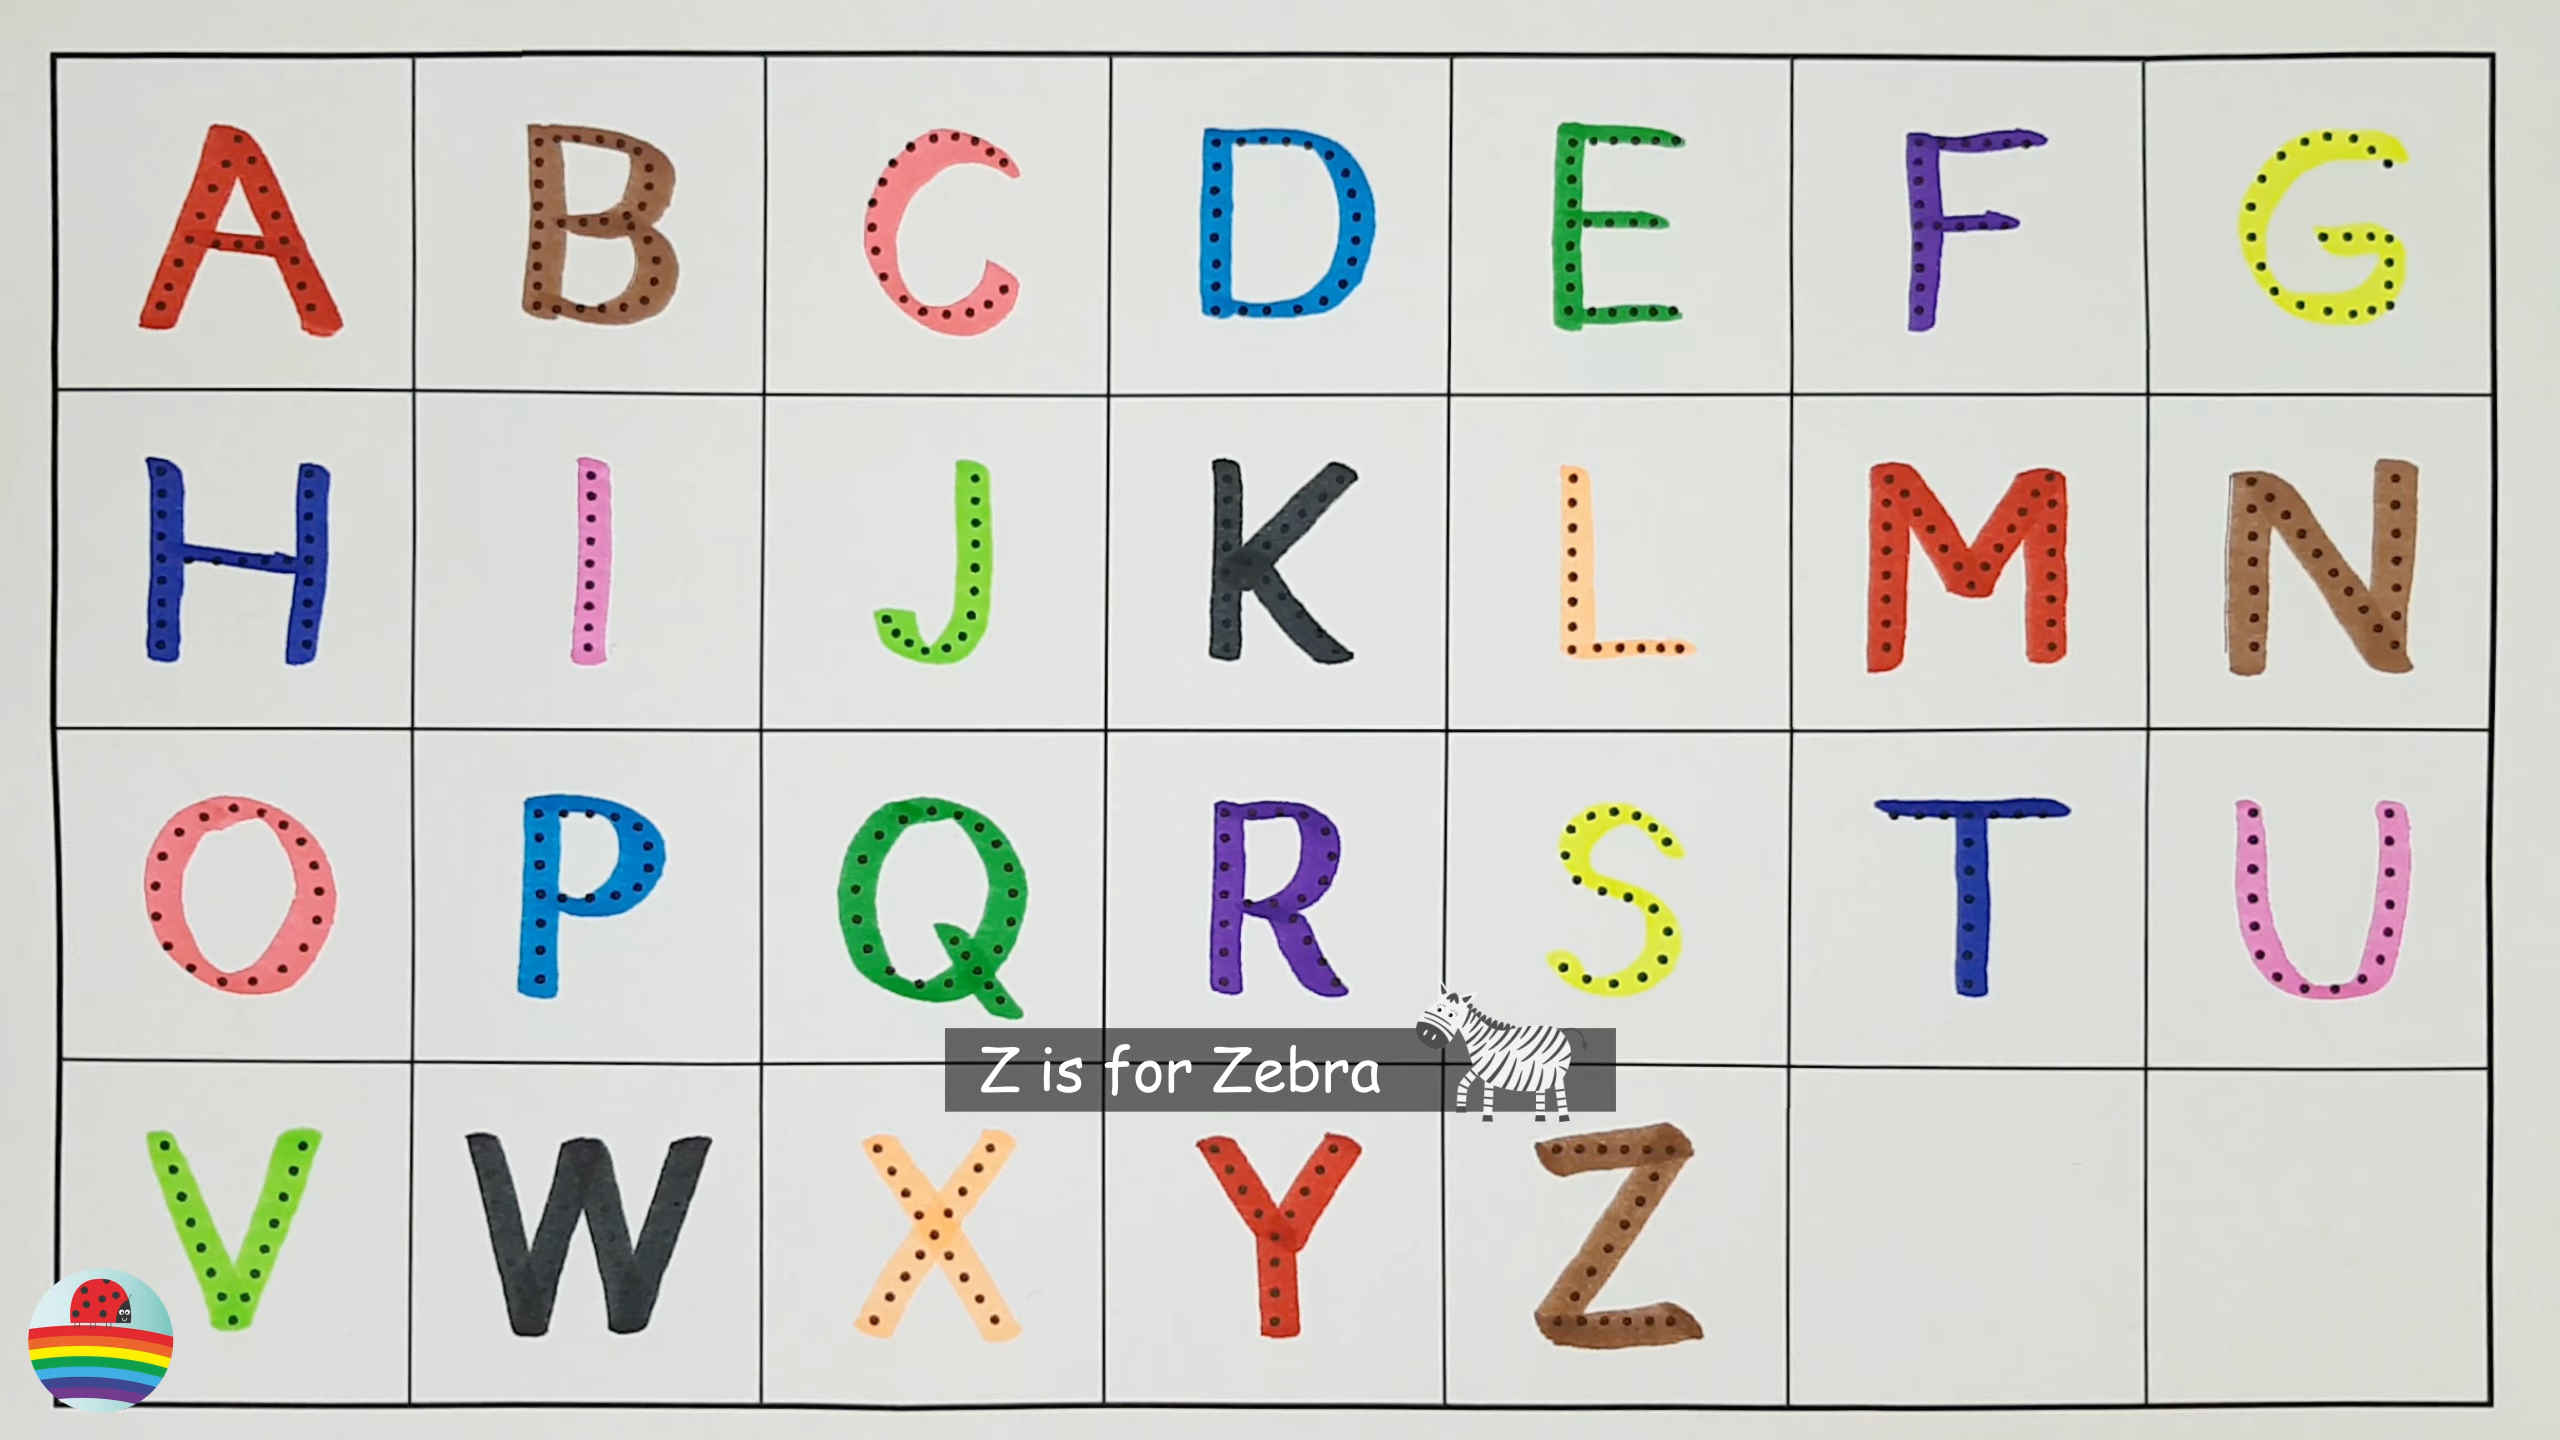 A B C D E F G
H I J K L M N
O P Q R S T U
Z is for Zebra
V W X Y Z